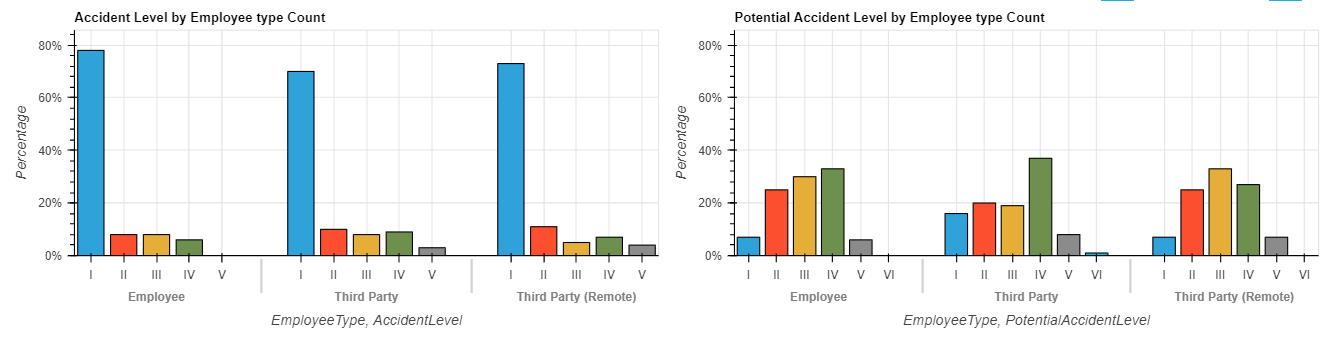 Accident Level by Employee type Count
80%
60%
40%
20%
0%
Percentage
I II III IV V I II III IV V I II III IV V
Employee Third Party Third Party (Remote)
EmployeeType, AccidentLevel
Potential Accident Level by Employee type Count
80%
60%
40%
20%
0%
Percentage
I II III IV V VI I II III IV V VI I II III IV V VI
Employee Third Party Third Party (Remote)
EmployeeType, PotentialAccidentLevel